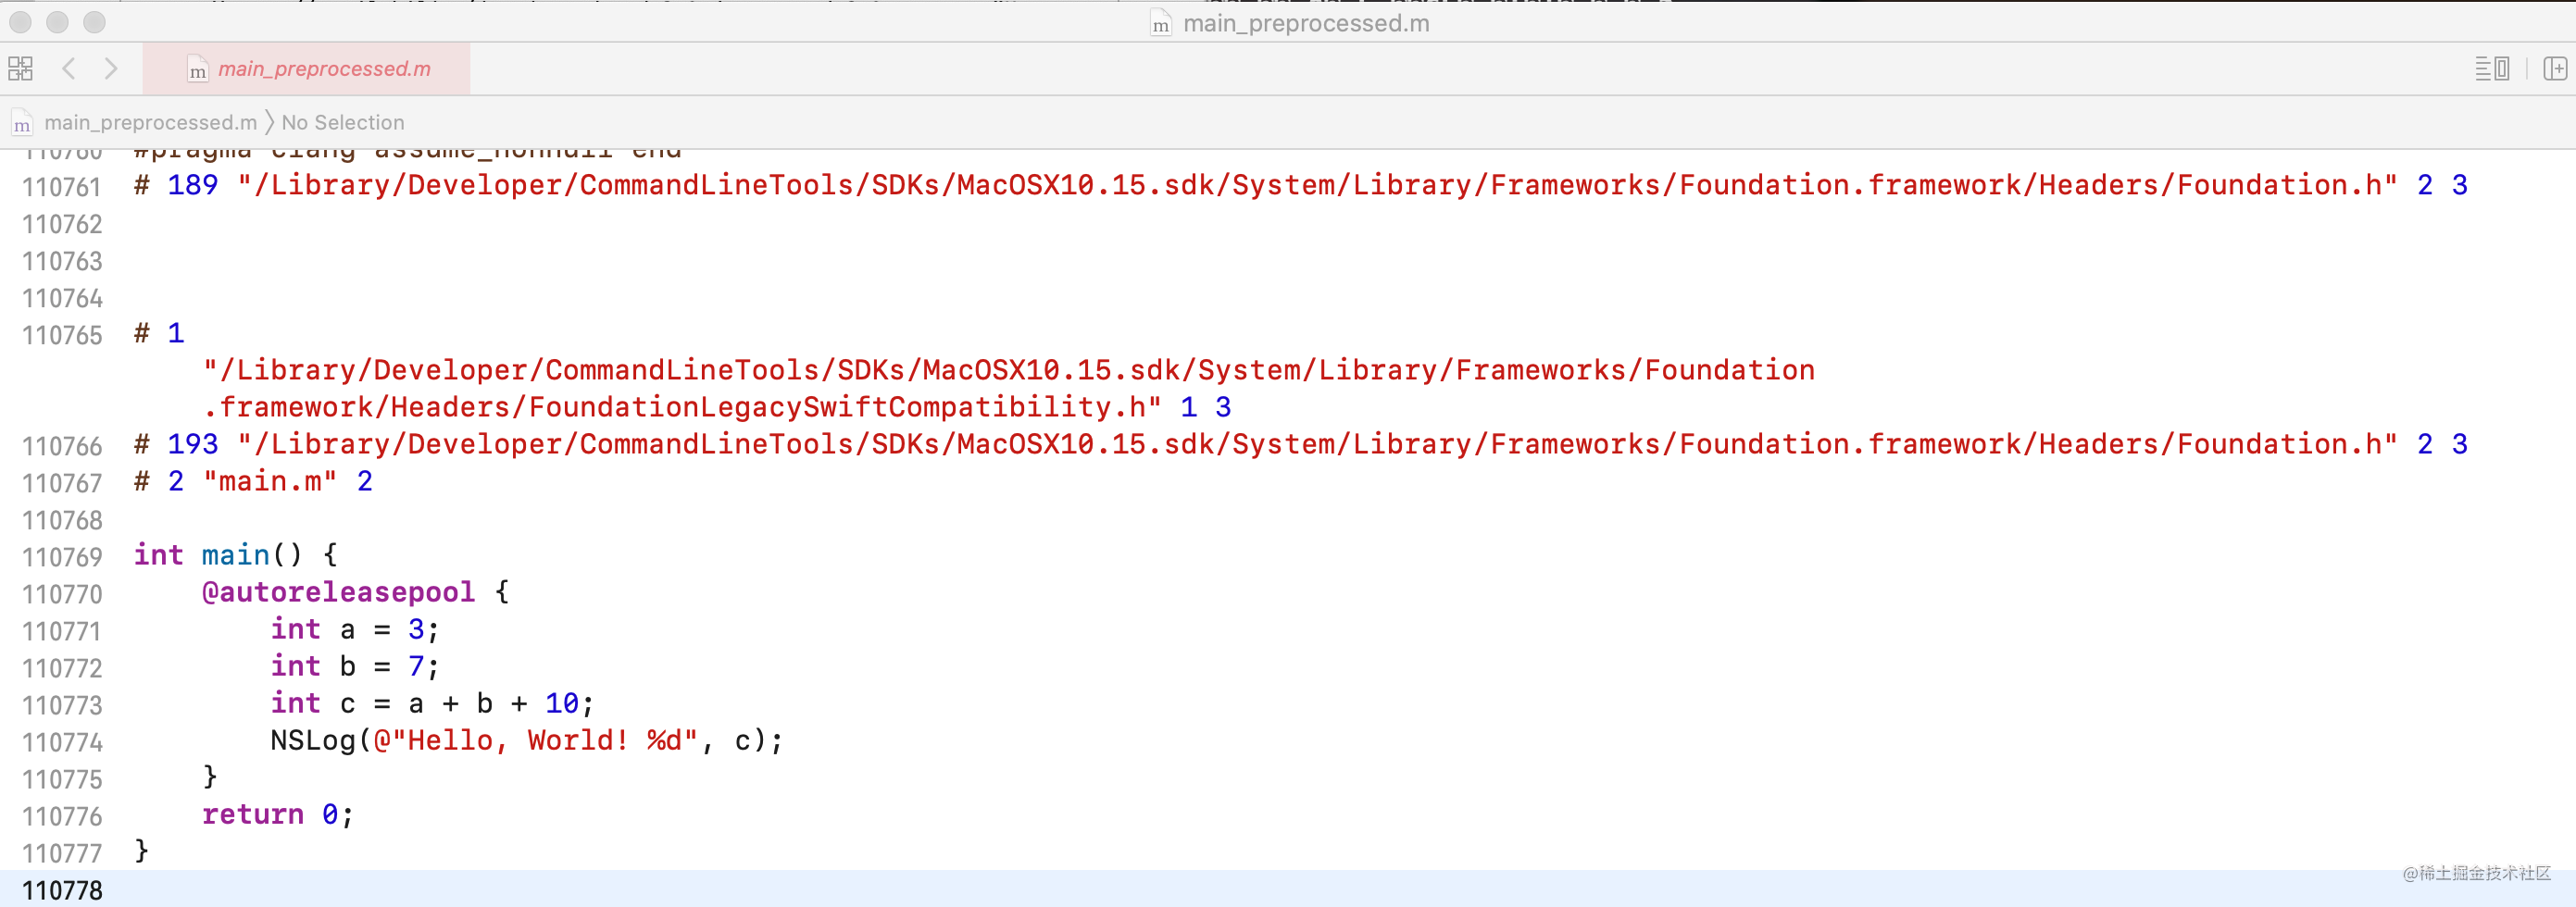 main_preprocessed.m
main_preprocessed.m
main_preprocessed.m 〉 No Selection
110760 #pragma clang assume_nonnull end
110761 # 189 "/Library/Developer/CommandLineTools/SDKs/MacOSX10.15.sdk/System/Library/Frameworks/Foundation.framework/Headers/Foundation.h" 2 3
110762
110763
110764
110765 # 1
"/Library/Developer/CommandLineTools/SDKs/MacOSX10.15.sdk/System/Library/Frameworks/Foundation
.framework/Headers/FoundationLegacySwiftCompatibility.h" 1 3
110766 # 193 "/Library/Developer/CommandLineTools/SDKs/MacOSX10.15.sdk/System/Library/Frameworks/Foundation.framework/Headers/Foundation.h" 2 3
110767 # 2 "main.m" 2
110768
110769 int main() {
110770 @autoreleasepool {
110771 int a = 3;
110772 int b = 7;
110773 int c = a + b + 10;
110774 NSLog(@"Hello, World! %d", c);
110775 }
110776 return 0;
110777 }
110778
@稀土掘金技术社区